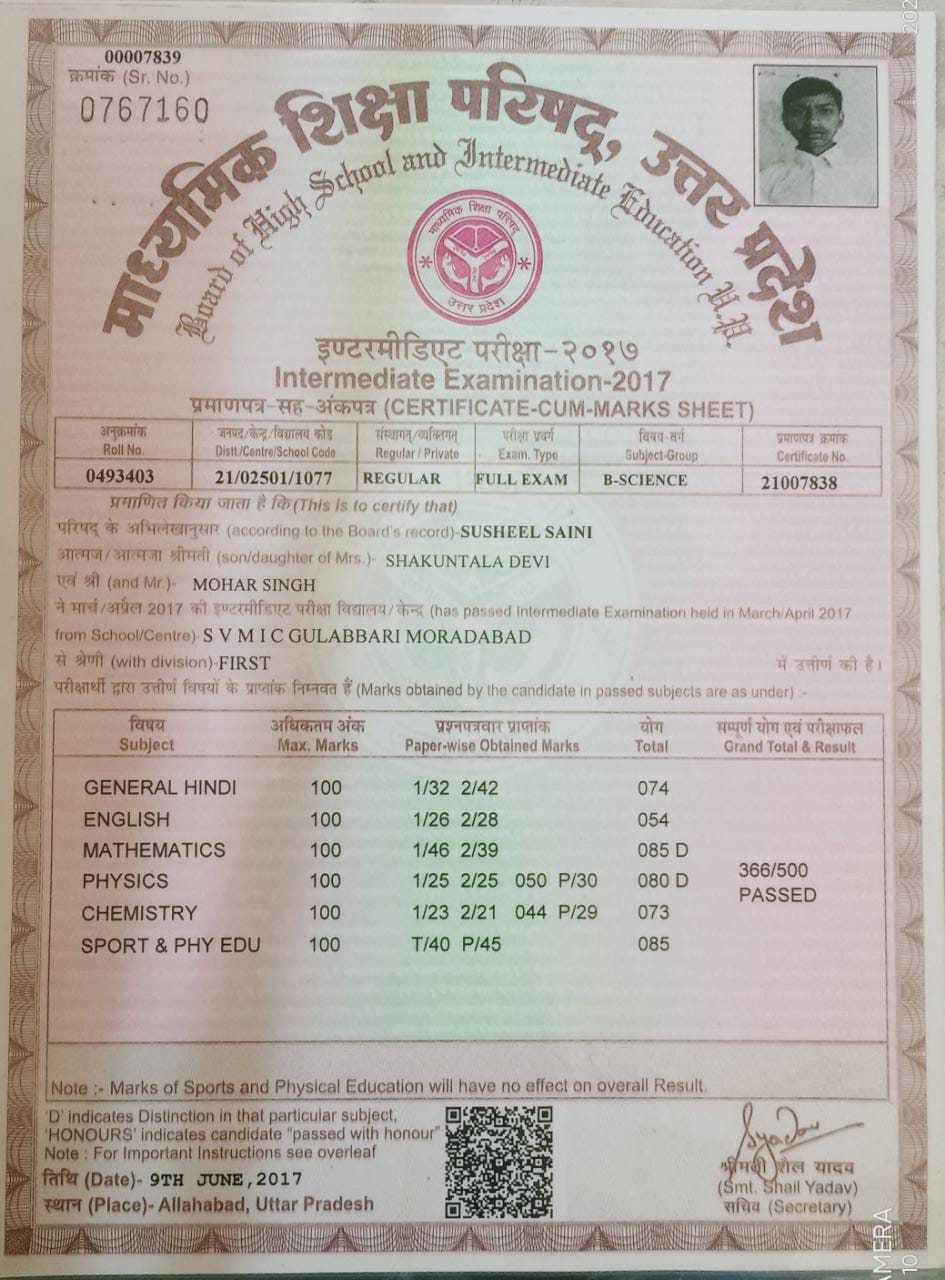 00007839
क्रमांक (Sr. No.)
0767160
माध्यमिक शिक्षा परिषद्, उत्तर प्रदेश
Board of High School and Intermediate Education U.P.
माध्यमिक शिक्षा परिषद्
उत्तर प्रदेश
इण्टरमीडिएट परीक्षा-२०१७
Intermediate Examination-2017
प्रमाणपत्र-सह-अंकपत्र (CERTIFICATE-CUM-MARKS SHEET)
अनुक्रमांक जनपद/केन्द्र/विद्यालय कोड संस्थागत/व्यक्तिगत् परीक्षा प्रवर्ग विषय-वर्ग प्रमाणपत्र क्रमांक
Roll No. Distt./Centre/School Code Regular / Private Exam. Type Subject-Group Certificate No.
0493403 21/02501/1077 REGULAR FULL EXAM B-SCIENCE 21007838
प्रमाणित किया जाता है कि (This is to certify that)
परिषद् के अभिलेखानुसार (according to the Board's record)-SUSHEEL SAINI
आत्मज/आत्मजा श्रीमती (son/daughter of Mrs.)- SHAKUNTALA DEVI
एवं श्री (and Mr.)- MOHAR SINGH
ने मार्च/अप्रैल 2017 की इण्टरमीडिएट परीक्षा विद्यालय/केन्द्र (has passed Intermediate Examination held in March/April 2017
from School/Centre)-S V M I C GULABBARI MORADABAD
से श्रेणी (with division)-FIRST में उत्तीर्ण की है।
परीक्षार्थी द्वारा उत्तीर्ण विषयों के प्राप्तांक निम्नवत हैं (Marks obtained by the candidate in passed subjects are as under) :-
विषय अधिकतम अंक प्रश्नपत्रवार प्राप्तांक योग सम्पूर्ण योग एवं परीक्षाफल
Subject Max. Marks Paper-wise Obtained Marks Total Grand Total & Result
GENERAL HINDI 100 1/32 2/42 074
ENGLISH 100 1/26 2/28 054
MATHEMATICS 100 1/46 2/39 085 D
366/500
PHYSICS 100 1/25 2/25 050 P/30 080 D
PASSED
CHEMISTRY 100 1/23 2/21 044 P/29 073
SPORT & PHY EDU 100 T/40 P/45 085
Note :- Marks of Sports and Physical Education will have no effect on overall Result.
'D' indicates Distinction in that particular subject,
'HONOURS' indicates candidate "passed with honour"
Note : For Important Instructions see overleaf
तिथि (Date)- 9TH JUNE,2017
स्थान (Place)- Allahabad, Uttar Pradesh
Syadav
श्रीमती शैल यादव
(Smt. Shail Yadav)
सचिव (Secretary)